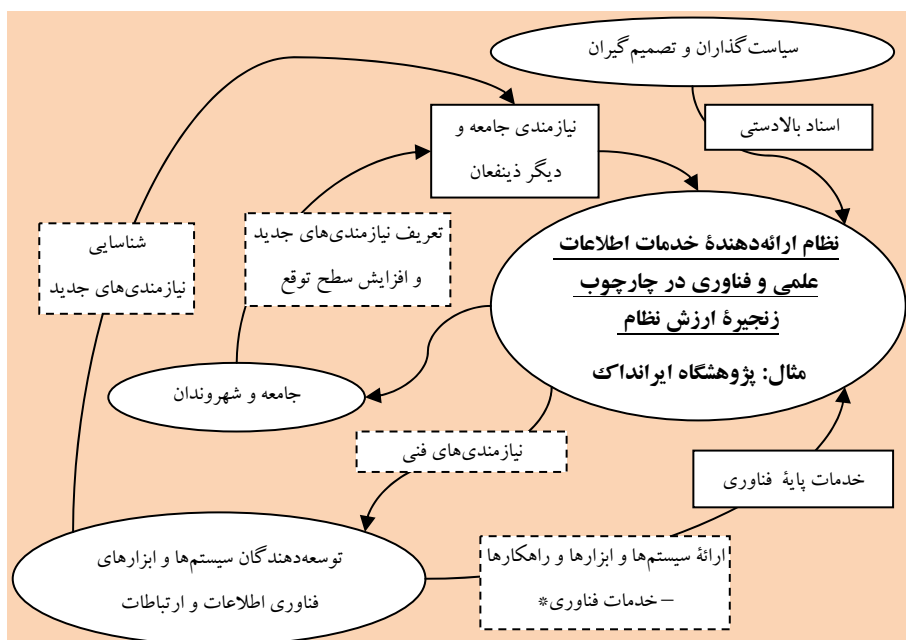 سیاست‌گذاران و تصمیم‌گیران
اسناد بالادستی
نیازمندی جامعه و
دیگر ذینفعان
تعریف نیازمندی‌های جدید
و افزایش سطح توقع
شناسایی
نیازمندی‌های جدید
نظام ارائه‌دهندهٔ خدمات اطلاعات
علمی و فناوری در چارچوب
زنجیرهٔ ارزش نظام
مثال: پژوهشگاه ایرانداک
جامعه و شهروندان
نیازمندی‌های فنی
خدمات پایهٔ فناوری
ارائهٔ سیستم‌ها و ابزارها و راهکارها
– خدمات فناوری*
توسعه‌دهندگان سیستم‌ها و ابزارهای
فناوری اطلاعات و ارتباطات